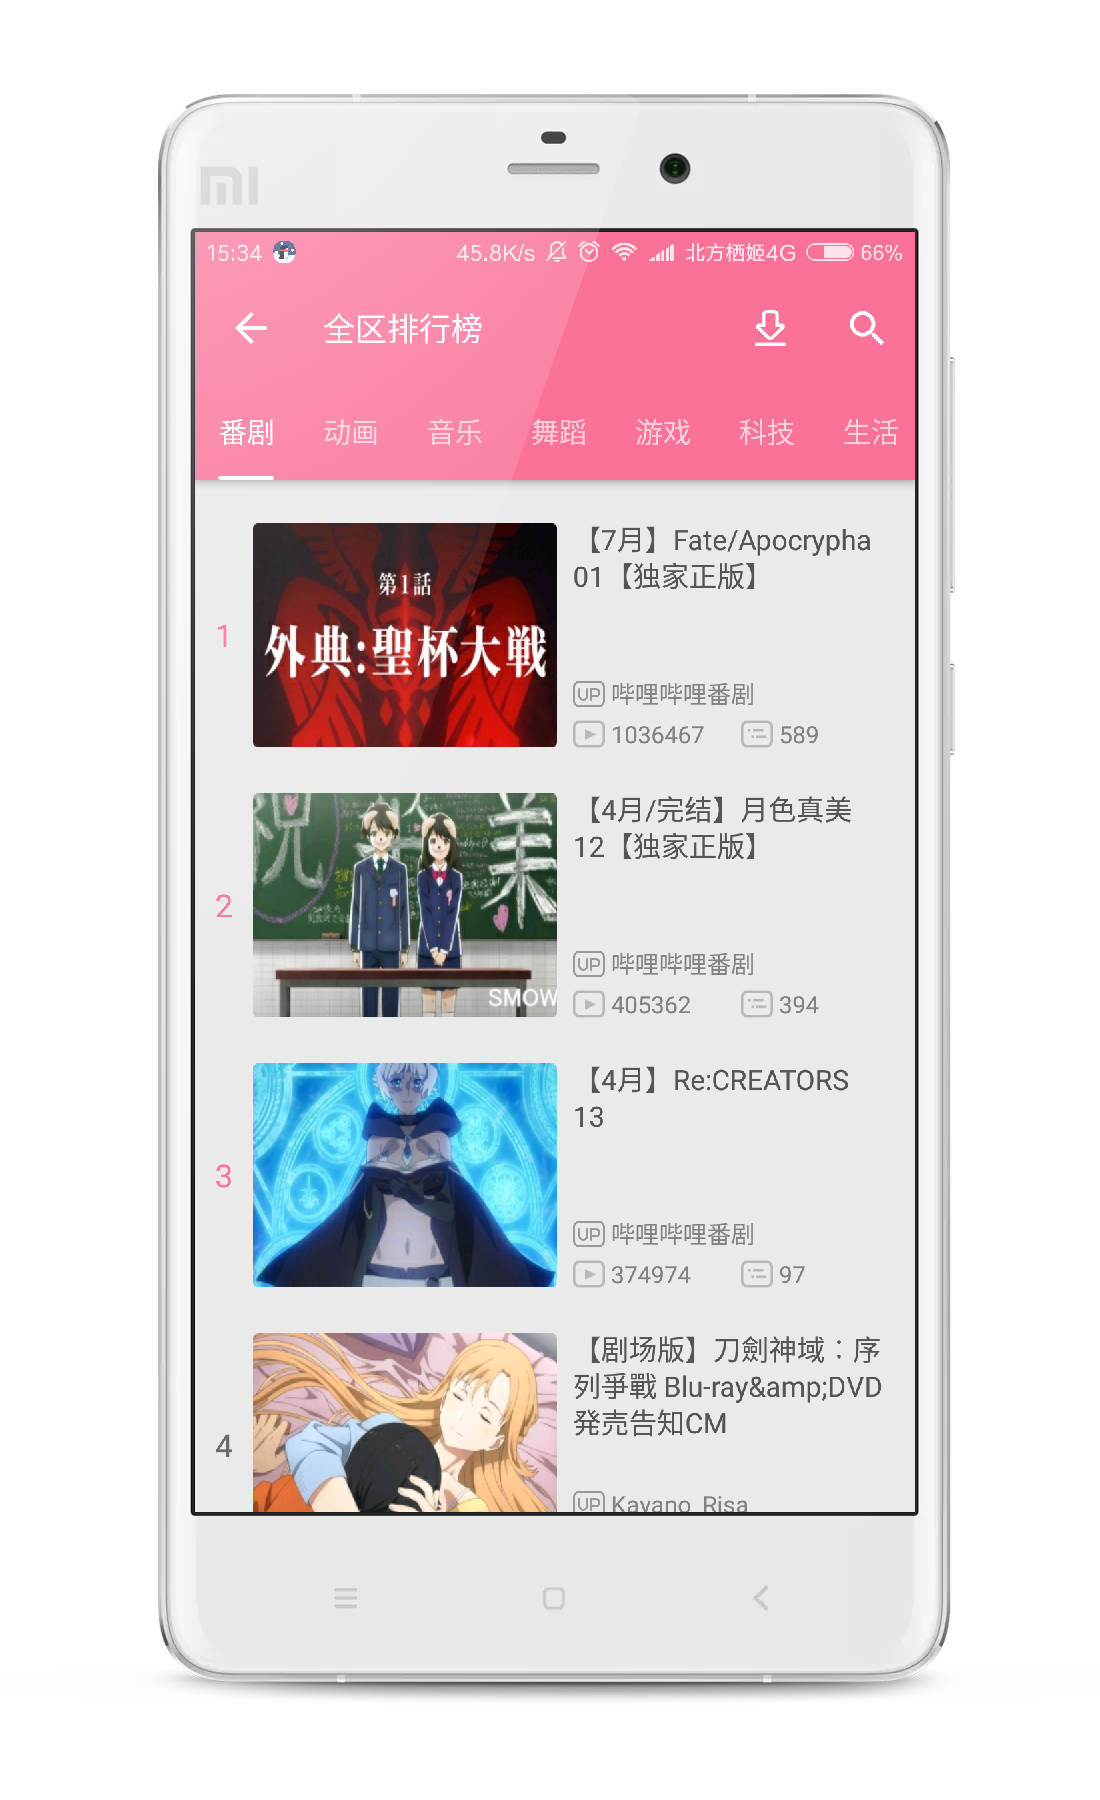 MI
15:34 45.8K/s 北方栖姬4G 66%
全区排行榜
番剧 动画 音乐 舞蹈 游戏 科技 生活
1
第1話
外典:聖杯大戦
【7月】Fate/Apocrypha
01【独家正版】
UP 哔哩哔哩番剧
1036467 589
2
祝
美
SMOW
【4月/完结】月色真美
12【独家正版】
UP 哔哩哔哩番剧
405362 394
3
【4月】Re:CREATORS
13
UP 哔哩哔哩番剧
374974 97
4
【剧场版】刀劍神域：序
列爭戰 Blu-ray&amp;DVD
発売告知CM
UP Kayano_Risa